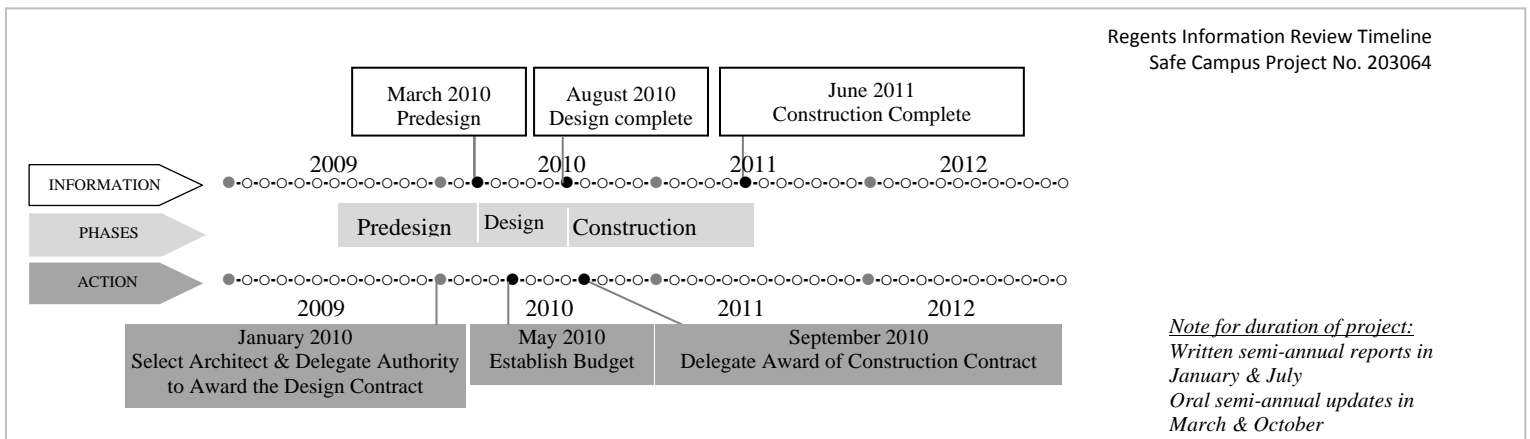 Regents Information Review Timeline
Safe Campus Project No. 203064
March 2010
Predesign
August 2010
Design complete
June 2011
Construction Complete
2009
2010
2011
2012
INFORMATION
PHASES
Predesign
Design
Construction
ACTION
2009
2010
2011
2012
January 2010
Select Architect & Delegate Authority
to Award the Design Contract
May 2010
Establish Budget
September 2010
Delegate Award of Construction Contract
Note for duration of project:
Written semi-annual reports in
January & July
Oral semi-annual updates in
March & October